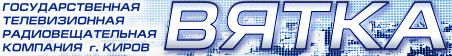 ГОСУДАРСТВЕННАЯ
ТЕЛЕВИЗИОННАЯ
РАДИОВЕЩАТЕЛЬНАЯ
КОМПАНИЯ г. КИРОВ
ВЯТКА